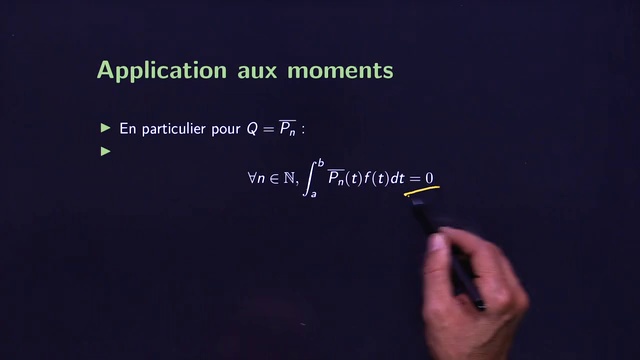 Application aux moments
▶ En particulier pour $Q = \overline{P_n}$ :
▶
$\forall n \in \mathbb{N}, \int_a^b \overline{P_n}(t)f(t)dt = 0$